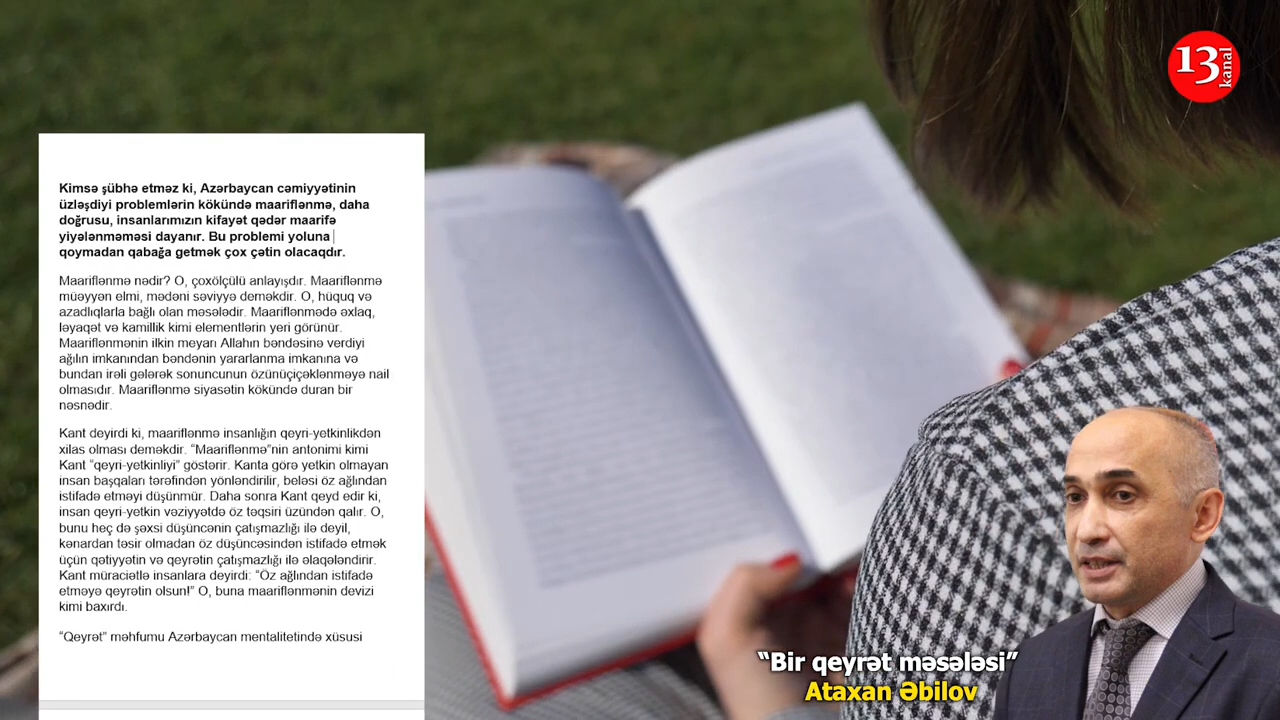 13
kanal
Kimsə şübhə etməz ki, Azərbaycan cəmiyyətinin
üzləşdiyi problemlərin kökündə maariflənmə, daha
doğrusu, insanlarımızın kifayət qədər maarifə
yiyələnməməsi dayanır. Bu problemi yoluna
qoymadan qabağa getmək çox çətin olacaqdır.
Maariflənmə nədir? O, çoxölçülü anlayışdır. Maariflənmə
müəyyən elmi, mədəni səviyyə deməkdir. O, hüquq və
azadlıqlarla bağlı olan məsələdir. Maariflənmədə əxlaq,
ləyaqət və kamillik kimi elementlərin yeri görünür.
Maariflənmənin ilkin meyarı Allahın bəndəsinə verdiyi
ağılın imkanından bəndənin yararlanma imkanına və
bundan irəli gələrək sonuncunun özünüçiçəklənməyə nail
olmasıdır. Maariflənmə siyasətin kökündə duran bir
nəsnədir.
Kant deyirdi ki, maariflənmə insanlığın qeyri-yetkinlikdən
xilas olması deməkdir. “Maariflənmə”nin antonimi kimi
Kant “qeyri-yetkinliyi” göstərir. Kanta görə yetkin olmayan
insan başqaları tərəfindən yönləndirilir, beləsi öz ağlından
istifadə etməyi düşünmür. Daha sonra Kant qeyd edir ki,
insan qeyri-yetkin vəziyyətdə öz təqsiri üzündən qalır. O,
bunu heç də şəxsi düşüncənin çatışmazlığı ilə deyil,
kənardan təsir olmadan öz düşüncəsindən istifadə etmək
üçün qətiyyətin və qeyrətin çatışmazlığı ilə əlaqələndirir.
Kant müraciətlə insanlara deyirdi: “Öz ağlından istifadə
etməyə qeyrətin olsun!” O, buna maariflənmənin devizi
kimi baxırdı.
“Qeyrət” məhfumu Azərbaycan mentalitetində xüsusi
“Bir qeyrət məsələsi”
Ataxan Əbilov